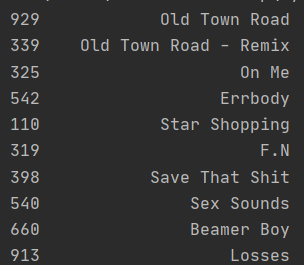 929 Old Town Road
339 Old Town Road - Remix
325 On Me
542 Errbody
110 Star Shopping
319 F.N
398 Save That Shit
540 Sex Sounds
660 Beamer Boy
913 Losses